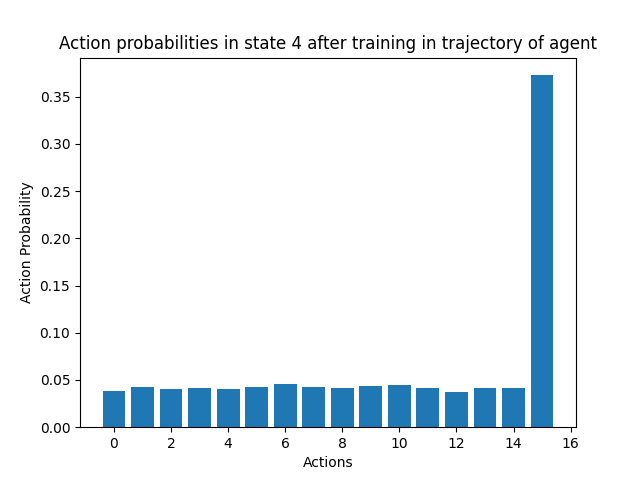 Action probabilities in state 4 after training in trajectory of agent
Action Probability
0.35
0.30
0.25
0.20
0.15
0.10
0.05
0.00
0 2 4 6 8 10 12 14 16
Actions